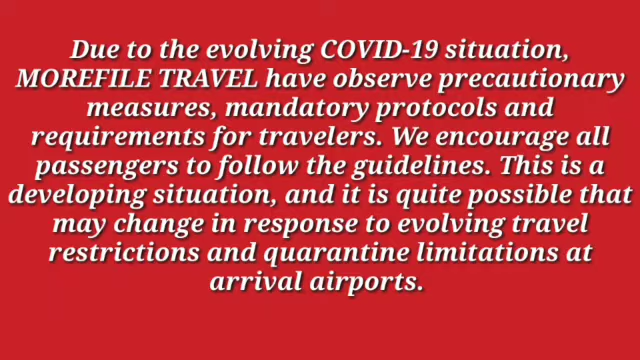 Due to the evolving COVID-19 situation,
MOREFILE TRAVEL have observe precautionary
measures, mandatory protocols and
requirements for travelers. We encourage all
passengers to follow the guidelines. This is a
developing situation, and it is quite possible that
may change in response to evolving travel
restrictions and quarantine limitations at
arrival airports.